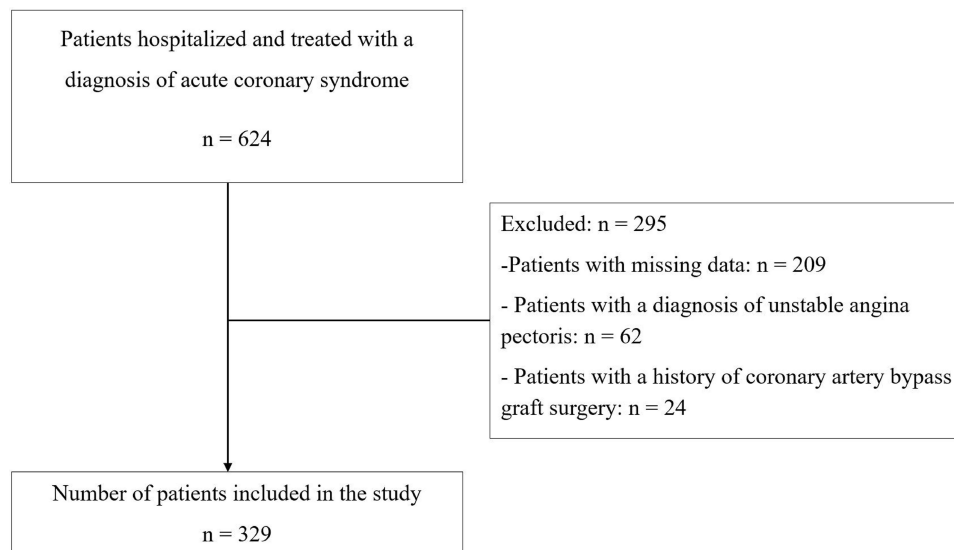 Patients hospitalized and treated with a
diagnosis of acute coronary syndrome
n = 624
Excluded: n = 295
-Patients with missing data: n = 209
- Patients with a diagnosis of unstable angina
pectoris: n = 62
- Patients with a history of coronary artery bypass
graft surgery: n = 24
Number of patients included in the study
n = 329